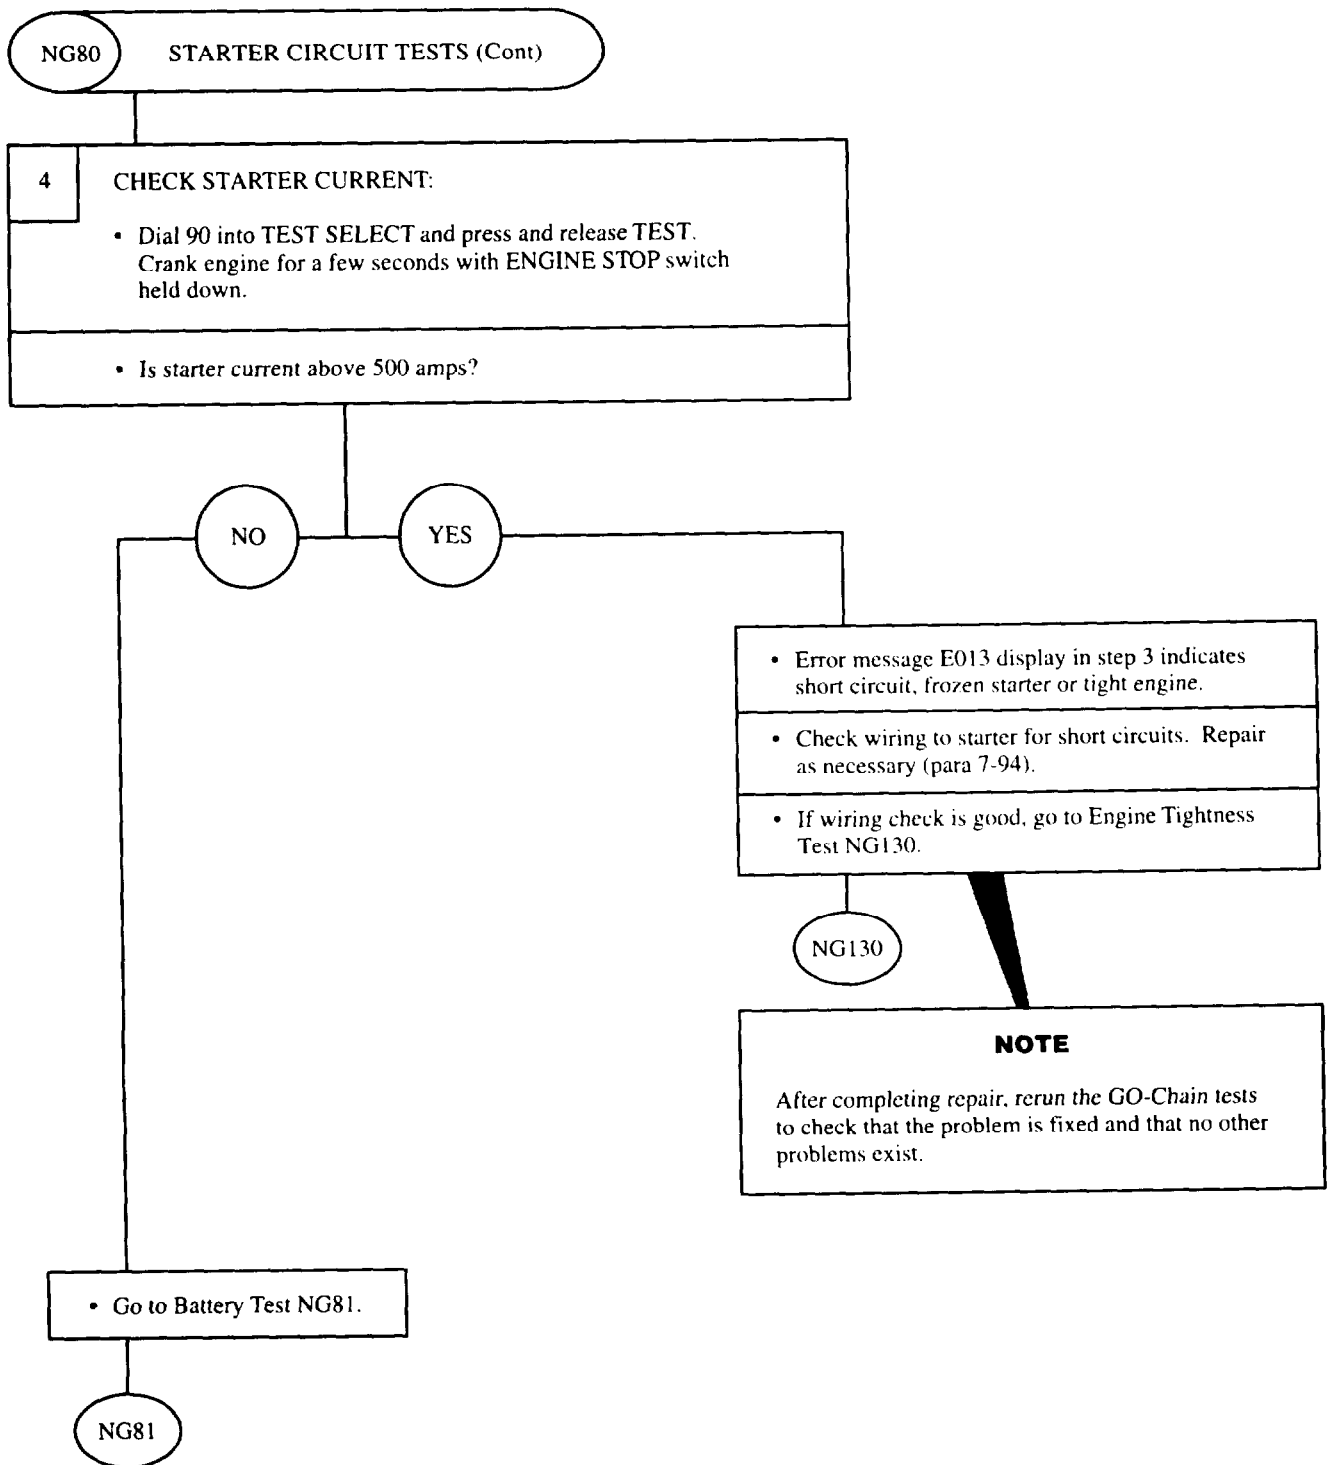 NG80
STARTER CIRCUIT TESTS (Cont)
4
CHECK STARTER CURRENT:
• Dial 90 into TEST SELECT and press and release TEST.
Crank engine for a few seconds with ENGINE STOP switch
held down.
• Is starter current above 500 amps?
NO
YES
• Error message E013 display in step 3 indicates
short circuit, frozen starter or tight engine.
• Check wiring to starter for short circuits. Repair
as necessary (para 7-94).
• If wiring check is good, go to Engine Tightness
Test NG130.
NG130
NOTE
After completing repair, rerun the GO-Chain tests
to check that the problem is fixed and that no other
problems exist.
• Go to Battery Test NG81.
NG81